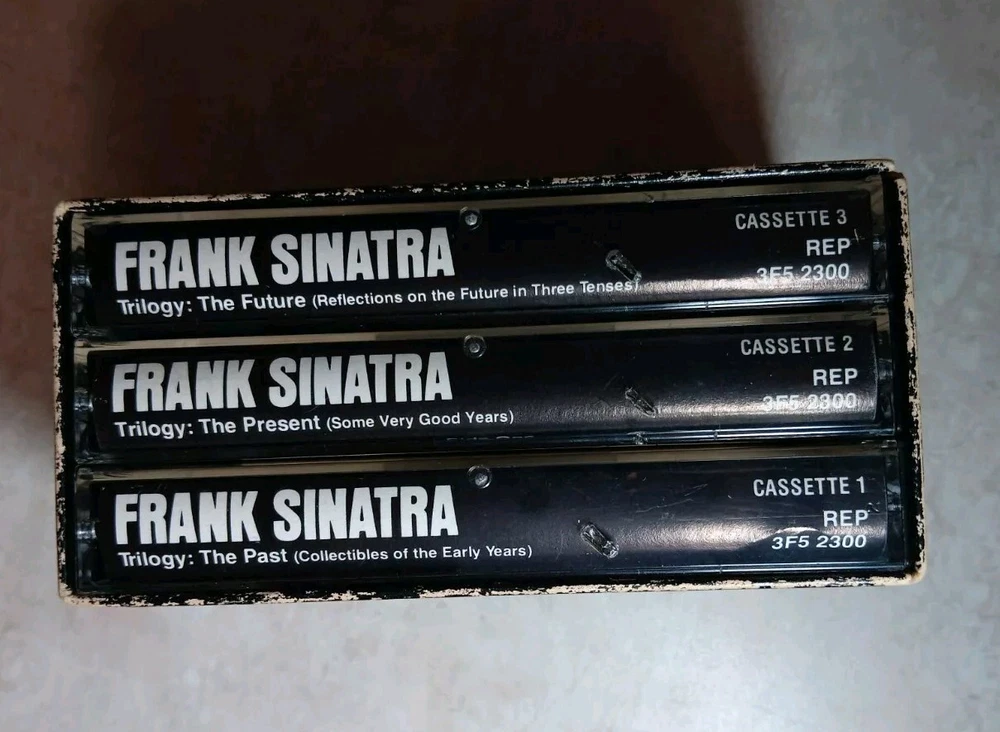 FRANK SINATRA
Trilogy: The Future (Reflections on the Future in Three Tenses)
CASSETTE 3
REP
3F5 2300
FRANK SINATRA
Trilogy: The Present (Some Very Good Years)
CASSETTE 2
REP
3F5 2300
FRANK SINATRA
Trilogy: The Past (Collectibles of the Early Years)
CASSETTE 1
REP
3F5 2300